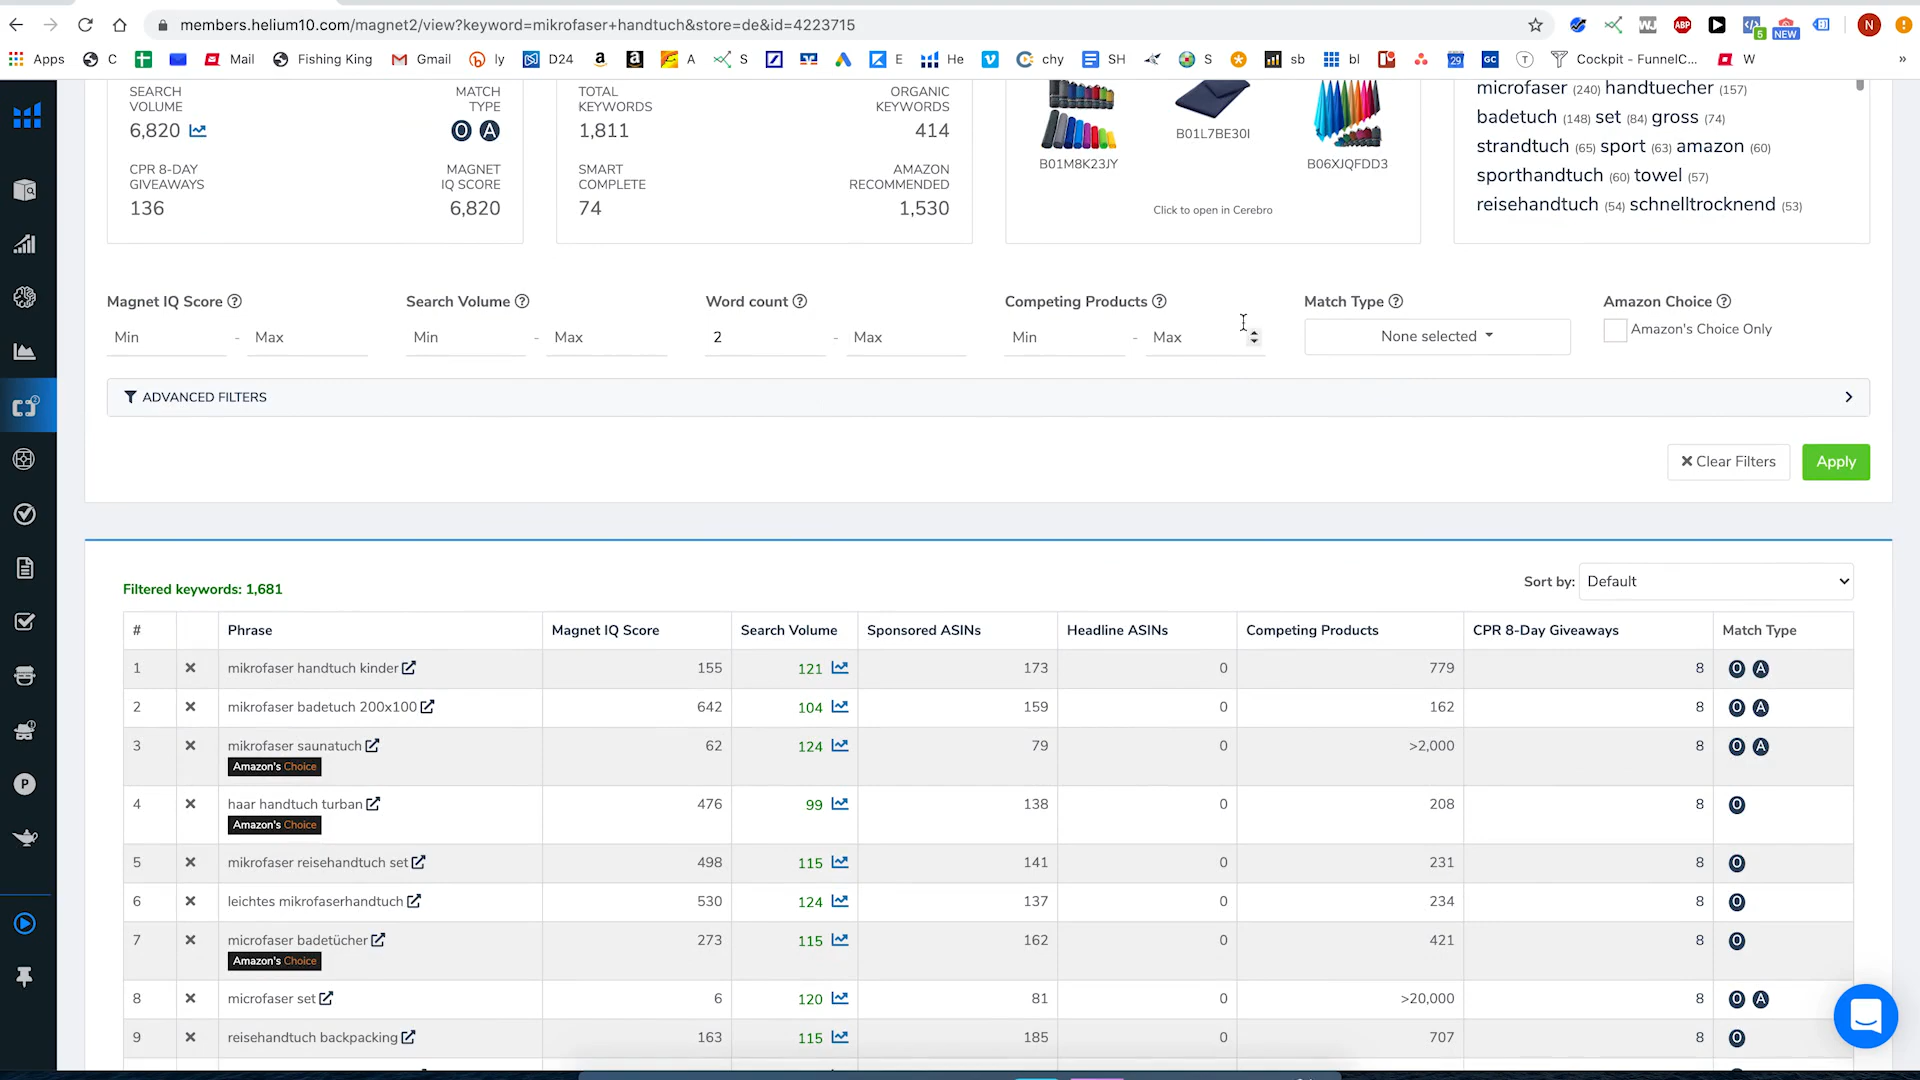 members.helium10.com/magnet2/view?keyword=mikrofaser+handtuch&store=de&id=4223715
ABP
5
NEW
N
Apps
C
Mail
Fishing King
Gmail
ly
D24
a
a
A
S
E
He
chy
SH
S
sb
bl
29
GC
T
Cockpit - FunnelC...
W
»
SEARCH VOLUME
6,820
MATCH TYPE
O A
CPR 8-DAY GIVEAWAYS
136
MAGNET IQ SCORE
6,820
TOTAL KEYWORDS
1,811
ORGANIC KEYWORDS
414
SMART COMPLETE
74
AMAZON RECOMMENDED
1,530
B01M8K23JY
B01L7BE30I
B06XJQFDD3
Click to open in Cerebro
microfaser (240) handtuecher (157)
badetuch (148) set (84) gross (74)
strandtuch (65) sport (63) amazon (60)
sporthandtuch (60) towel (57)
reisehandtuch (54) schnelltrocknend (53)
Magnet IQ Score
Min - Max
Search Volume
Min - Max
Word count
2 - Max
Competing Products
Min - Max
Match Type
None selected
Amazon Choice
Amazon's Choice Only
ADVANCED FILTERS
Clear Filters
Apply
Filtered keywords: 1,681
Sort by: Default
# Phrase Magnet IQ Score Search Volume Sponsored ASINs Headline ASINs Competing Products CPR 8-Day Giveaways Match Type
1 mikrofaser handtuch kinder 155 121 173 0 779 8 O A
2 mikrofaser badetuch 200x100 642 104 159 0 162 8 O A
3 mikrofaser saunatuch 62 124 79 0 >2,000 8 O A
Amazon's Choice
4 haar handtuch turban 476 99 138 0 208 8 O
Amazon's Choice
5 mikrofaser reisehandtuch set 498 115 141 0 231 8 O
6 leichtes mikrofaserhandtuch 530 124 137 0 234 8 O
7 microfaser badetücher 273 115 162 0 421 8 O
Amazon's Choice
8 microfaser set 6 120 81 0 >20,000 8 O A
9 reisehandtuch backpacking 163 115 185 0 707 8 O
P